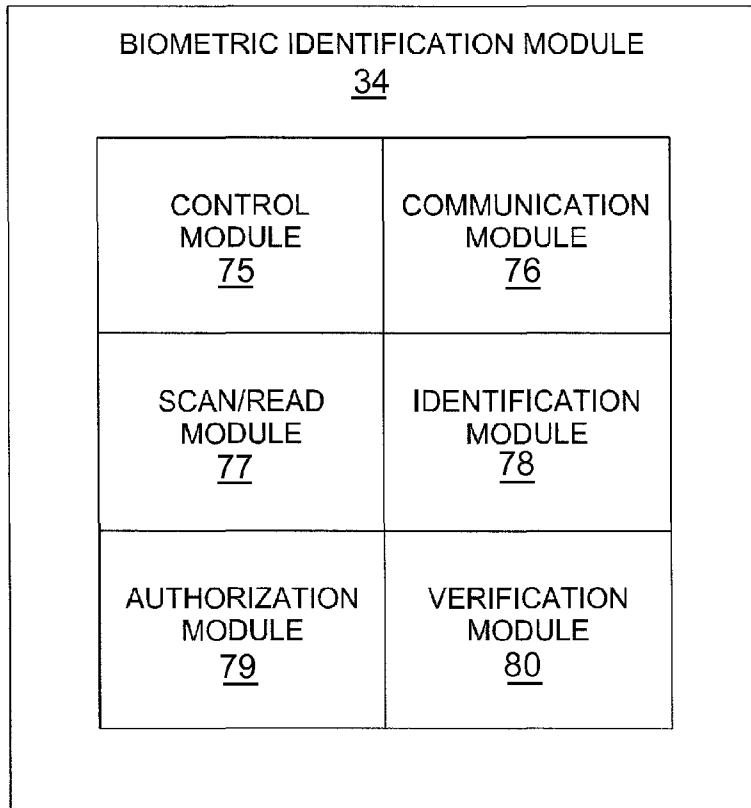 BIOMETRIC IDENTIFICATION MODULE
34
CONTROL
MODULE
75
COMMUNICATION
MODULE
76
SCAN/READ
MODULE
77
IDENTIFICATION
MODULE
78
AUTHORIZATION
MODULE
79
VERIFICATION
MODULE
80